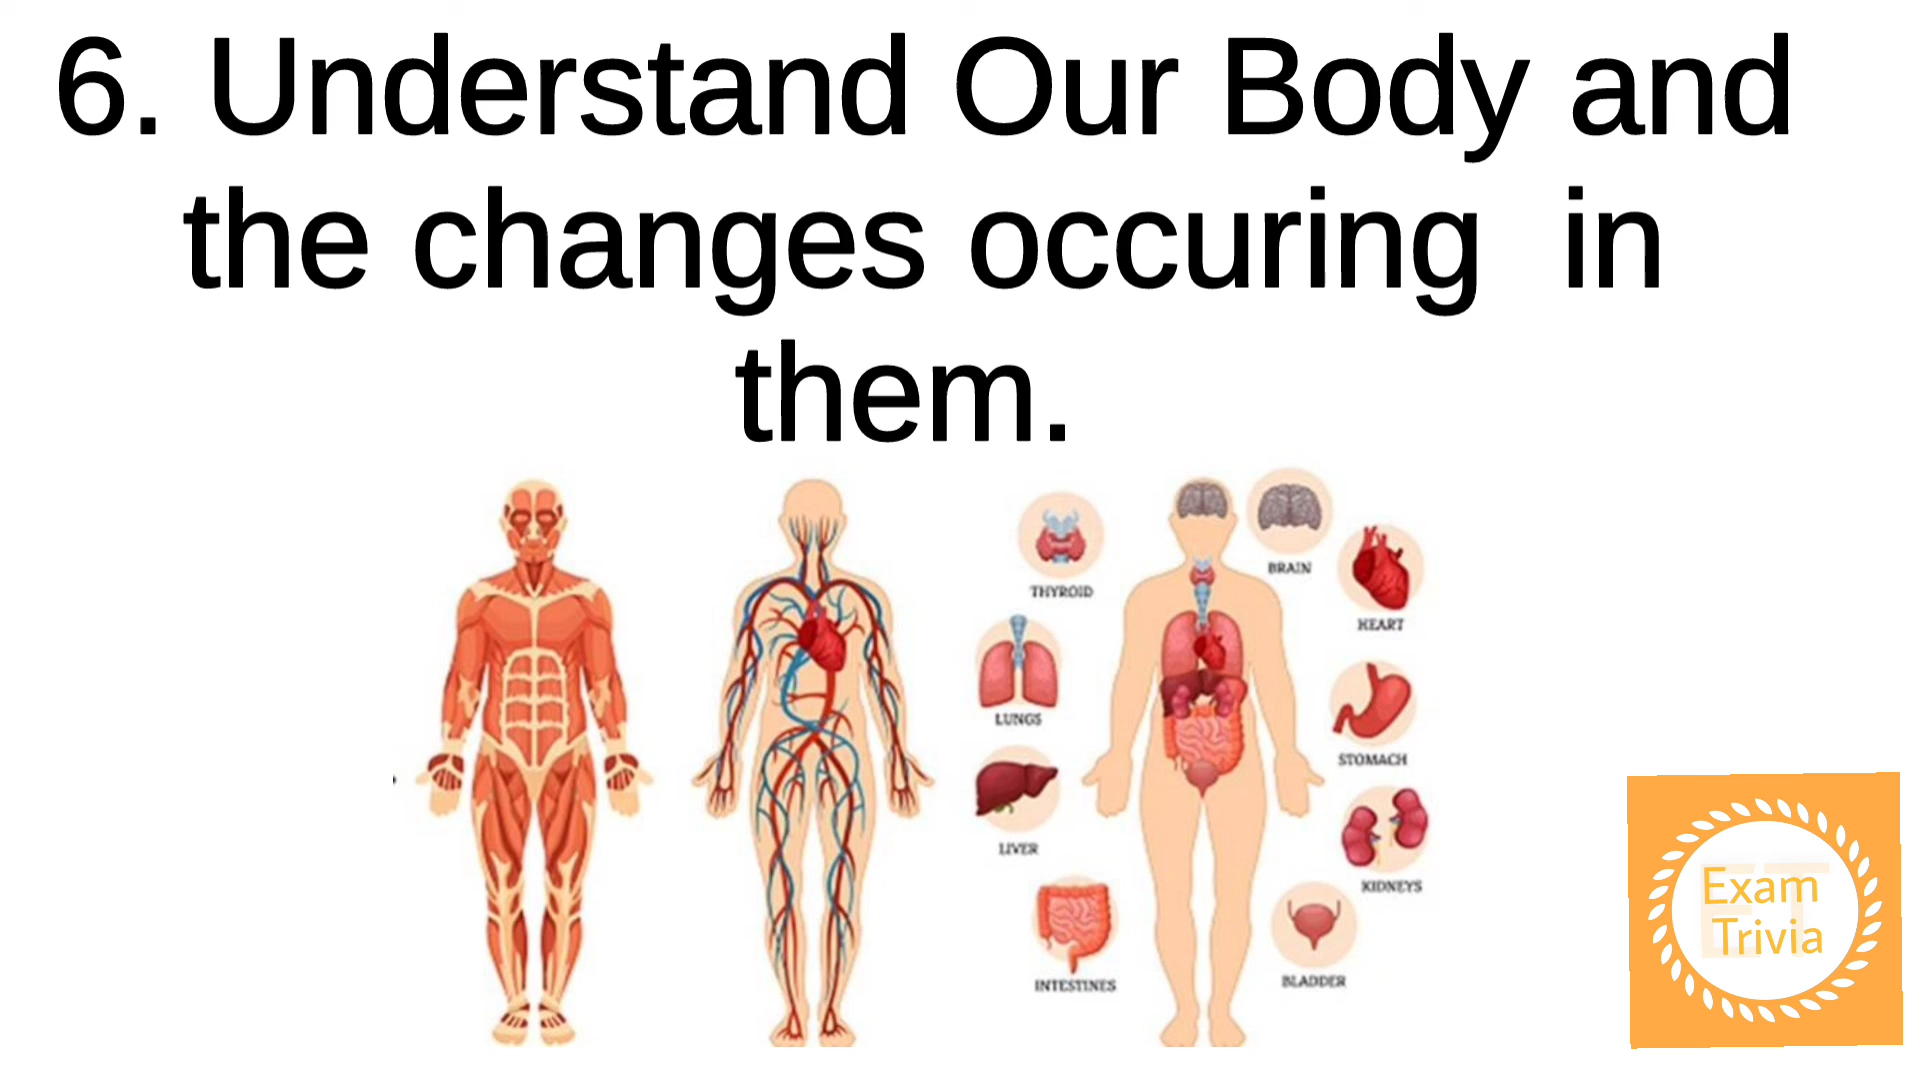 6. Understand Our Body and
the changes occuring  in
them.
THYROID
BRAIN
HEART
LUNGS
STOMACH
LIVER
KIDNEYS
INTESTINES
BLADDER
Exam
Trivia